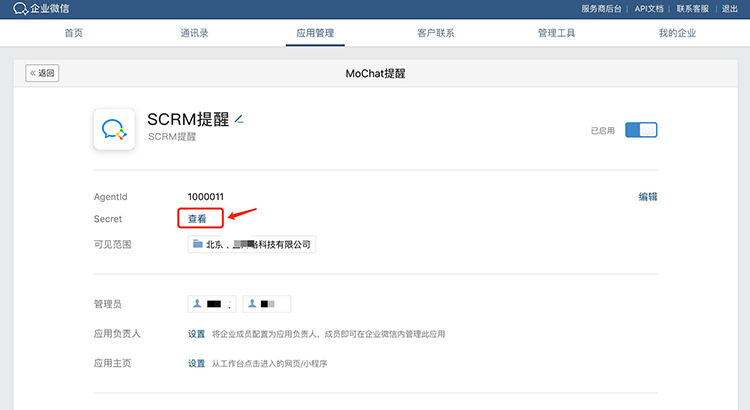 企业微信 服务商后台 | API文档 | 联系客服 | 退出
首页 通讯录 应用管理 客户联系 管理工具 我的企业
« 返回 MoChat提醒
SCRM提醒
SCRM提醒
已启用
AgentId 1000011 编辑
Secret 查看
可见范围 北京 科技有限公司
管理员
应用负责人 设置 将企业成员配置为应用负责人，成员即可在企业微信内管理此应用
应用主页 设置 从工作台点击进入的网页/小程序